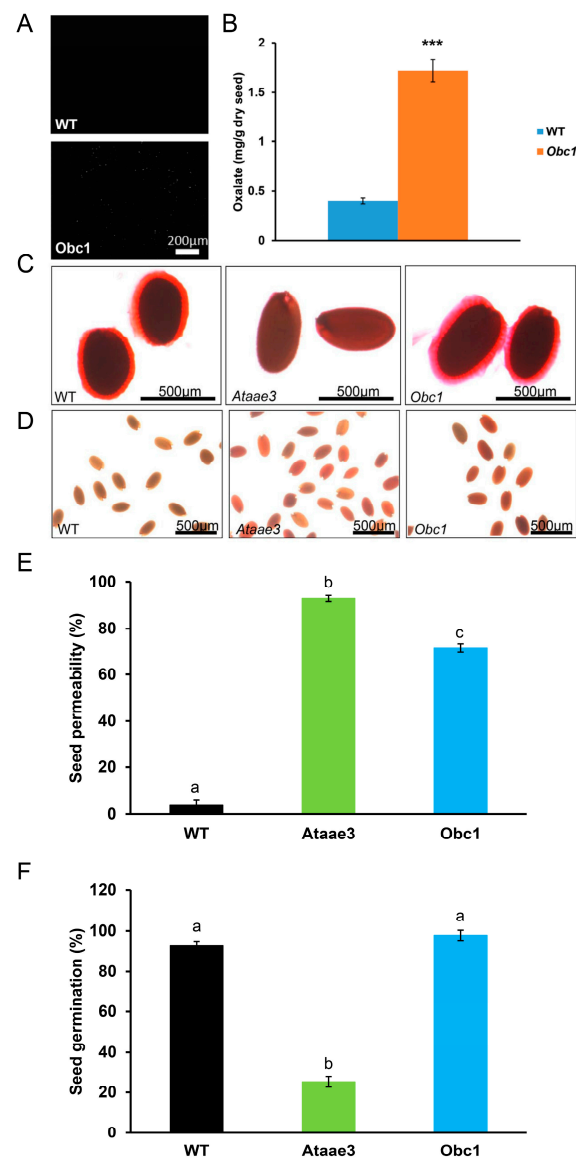 A
WT
Obc1
200µm
B
2
1.5
1
0.5
0
Oxalate (mg/g dry seed)
***
WT
Obc1
C
WT
500µm
Ataae3
500µm
Obc1
500µm
D
WT
500µm
Ataae3
500µm
Obc1
500µm
E
100
80
60
40
20
0
Seed permeability (%)
a
b
c
WT
Ataae3
Obc1
F
120
100
80
60
40
20
0
Seed germination (%)
a
b
a
WT
Ataae3
Obc1